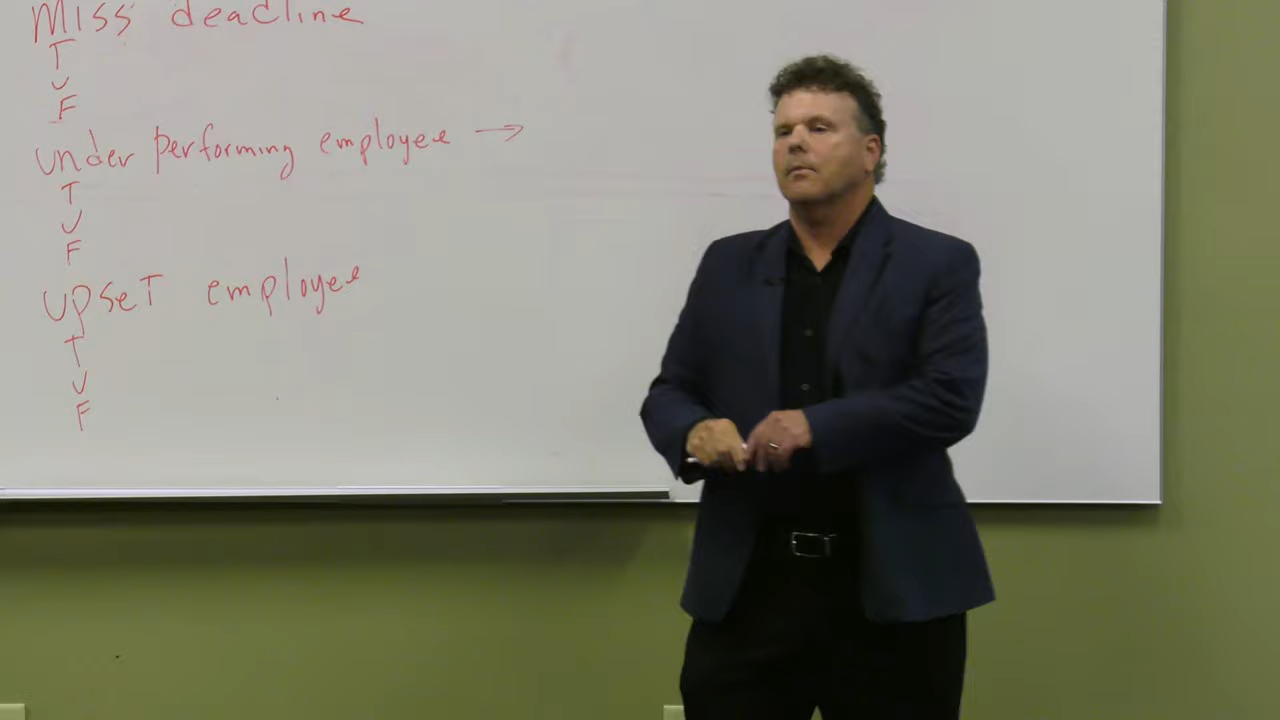 Miss deadline
T
U
F
Under performing employee →
T
U
F
Upset employee
T
U
F